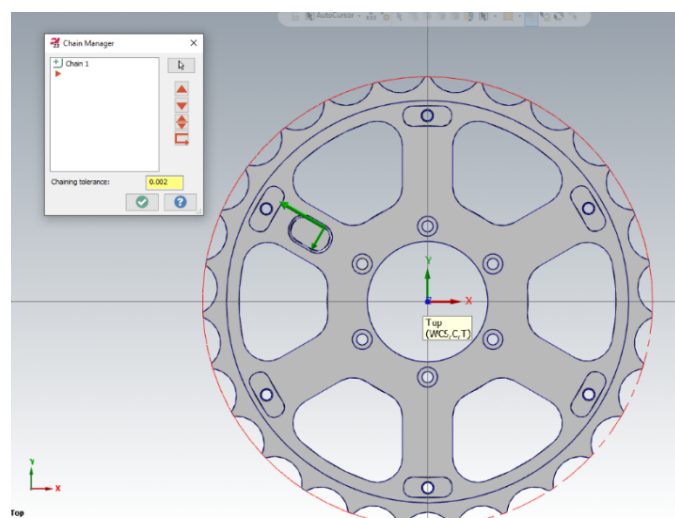 AutoCursor
Chain Manager
Chain 1
Chaining tolerance:
0.002
Y
X
Top
(WCS,C,T)
Y
X
Top